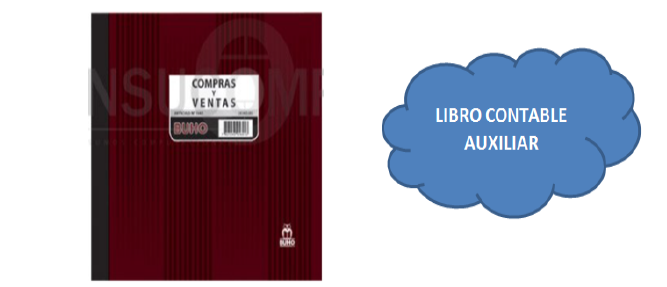 COMPRAS
Y
VENTAS
BUHO
BUHO
LIBRO CONTABLE
AUXILIAR